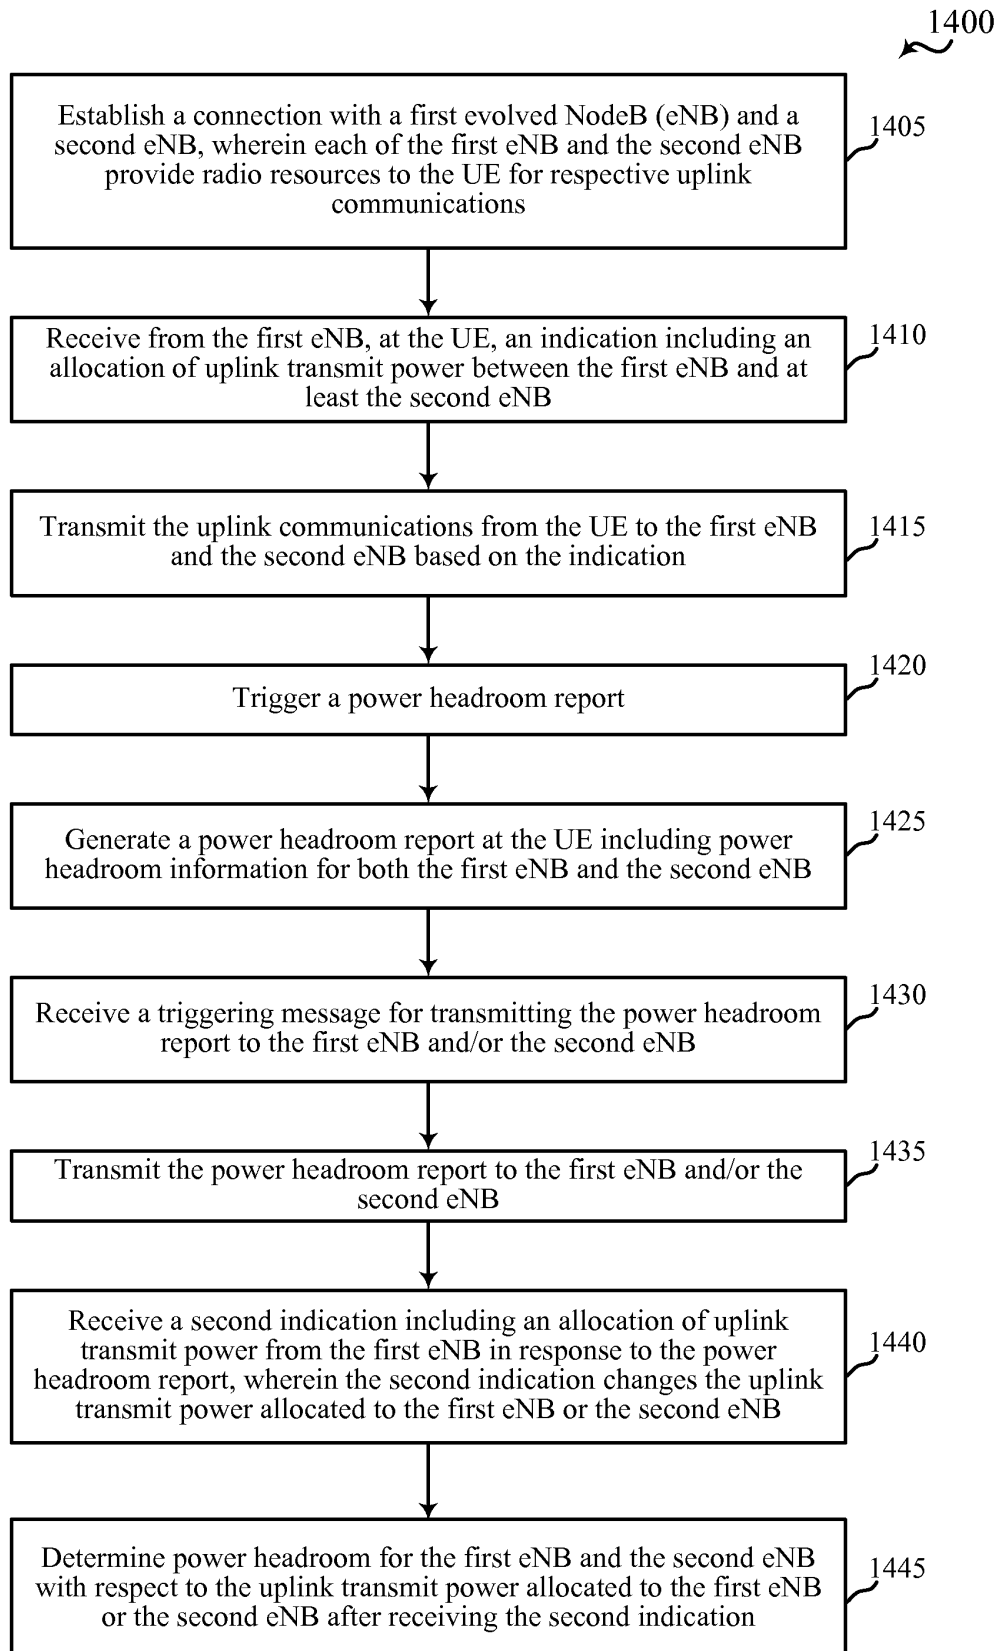 1400
Establish a connection with a first evolved NodeB (eNB) and a
second eNB, wherein each of the first eNB and the second eNB
provide radio resources to the UE for respective uplink
communications
1405
Receive from the first eNB, at the UE, an indication including an
allocation of uplink transmit power between the first eNB and at
least the second eNB
1410
Transmit the uplink communications from the UE to the first eNB
and the second eNB based on the indication
1415
Trigger a power headroom report
1420
Generate a power headroom report at the UE including power
headroom information for both the first eNB and the second eNB
1425
Receive a triggering message for transmitting the power headroom
report to the first eNB and/or the second eNB
1430
Transmit the power headroom report to the first eNB and/or the
second eNB
1435
Receive a second indication including an allocation of uplink
transmit power from the first eNB in response to the power
headroom report, wherein the second indication changes the uplink
transmit power allocated to the first eNB or the second eNB
1440
Determine power headroom for the first eNB and the second eNB
with respect to the uplink transmit power allocated to the first eNB
or the second eNB after receiving the second indication
1445